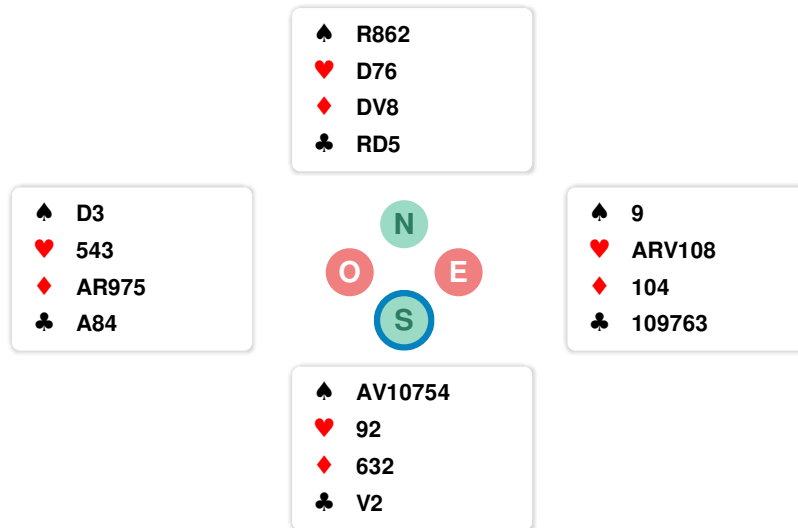 ♠ R862
♥ D76
♦ DV8
♣ RD5
♠ D3
♥ 543
♦ AR975
♣ A84
N
O E
S
♠ 9
♥ ARV108
♦ 104
♣ 109763
♠ AV10754
♥ 92
♦ 632
♣ V2